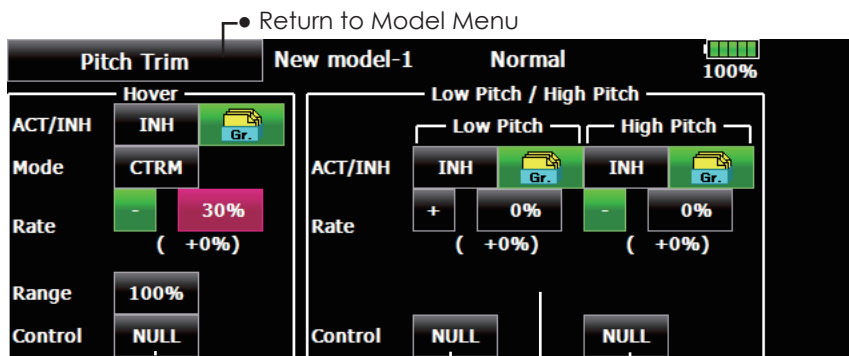 Return to Model Menu
Pitch Trim New model-1 Normal 100%
Hover
ACT/INH INH Gr.
Mode CTRM
Rate - 30%
( +0%)
Range 100%
Control NULL
Low Pitch / High Pitch
Low Pitch High Pitch
ACT/INH INH Gr. INH Gr.
Rate + 0% - 0%
( +0%) ( +0%)
Control NULL NULL